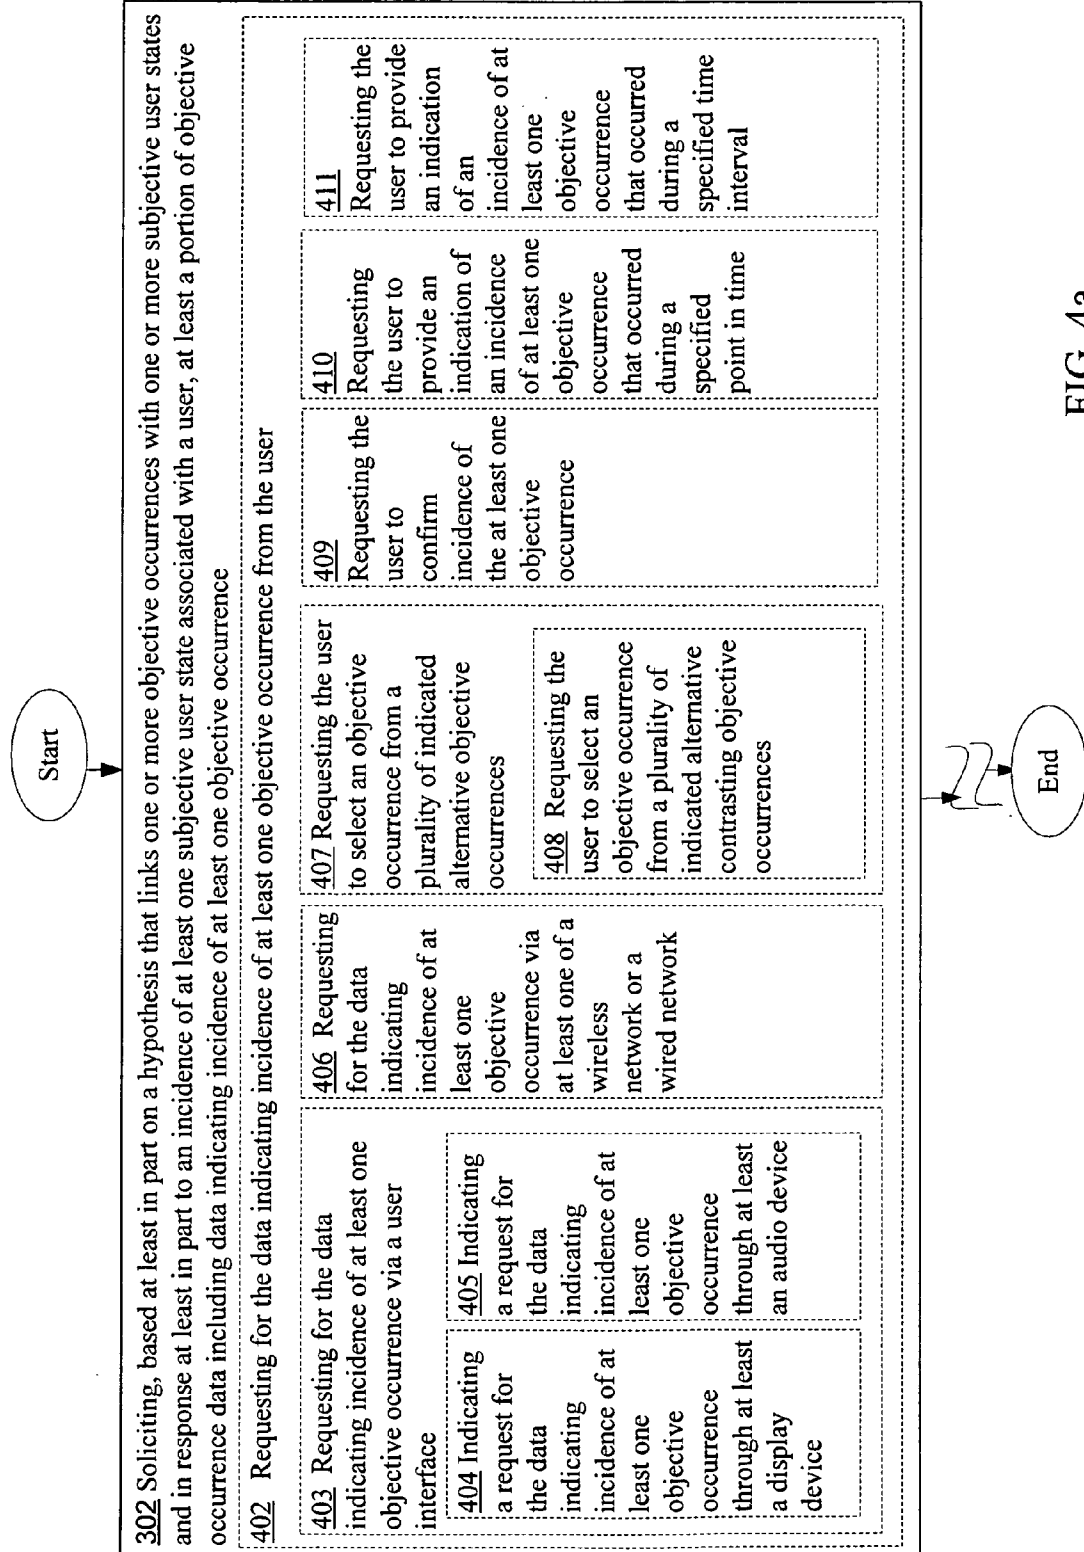 Start
302 Soliciting, based at least in part on a hypothesis that links one or more objective occurrences with one or more subjective user states
and in response at least in part to an incidence of at least one subjective user state associated with a user, at least a portion of objective
occurrence data including data indicating incidence of at least one objective occurrence
402 Requesting for the data indicating incidence of at least one objective occurrence from the user
403 Requesting for the data
indicating incidence of at least one
objective occurrence via a user
interface
404 Indicating
a request for
the data
indicating
incidence of at
least one
objective
occurrence
through at least
a display
device
405 Indicating
a request for
the data
indicating
incidence of at
least one
objective
occurrence
through at least
an audio device
406 Requesting
for the data
indicating
incidence of at
least one
objective
occurrence via
at least one of a
wireless
network or a
wired network
407 Requesting the user
to select an objective
occurrence from a
plurality of indicated
alternative objective
occurrences
408 Requesting the
user to select an
objective occurrence
from a plurality of
indicated alternative
contrasting objective
occurrences
409
Requesting the
user to
confirm
incidence of
the at least one
objective
occurrence
410
Requesting
the user to
provide an
indication of
an incidence
of at least one
objective
occurrence
that occurred
during a
specified
point in time
411
Requesting the
user to provide
an indication
of an
incidence of at
least one
objective
occurrence
that occurred
during a
specified time
interval
End
FIG. 4a